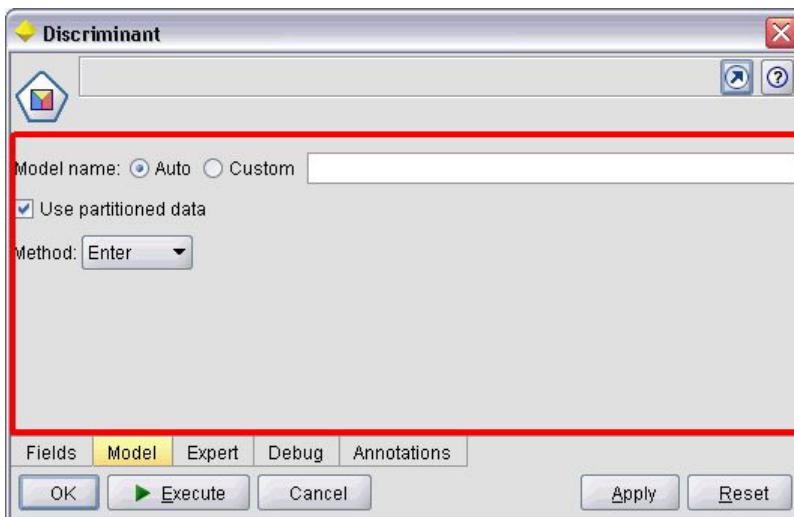 Discriminant
Model name: Auto Custom
Use partitioned data
Method: Enter
Fields Model Expert Debug Annotations
OK Execute Cancel Apply Reset